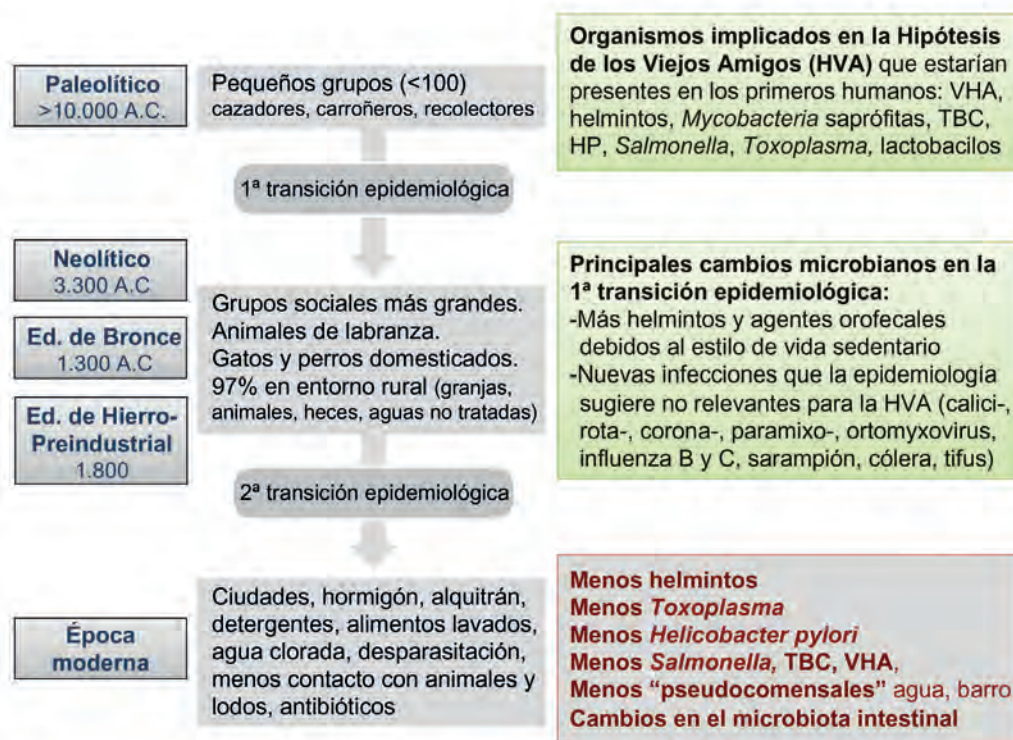 Paleolítico
>10.000 A.C.
Pequeños grupos (<100)
cazadores, carroñeros, recolectores
Organismos implicados en la Hipótesis
de los Viejos Amigos (HVA) que estarían
presentes en los primeros humanos: VHA,
helmintos, Mycobacteria saprófitas, TBC,
HP, Salmonella, Toxoplasma, lactobacilos
1ª transición epidemiológica
Neolítico
3.300 A.C
Ed. de Bronce
1.300 A.C
Ed. de Hierro-
Preindustrial
1.800
Grupos sociales más grandes.
Animales de labranza.
Gatos y perros domesticados.
97% en entorno rural (granjas,
animales, heces, aguas no tratadas)
Principales cambios microbianos en la
1ª transición epidemiológica:
-Más helmintos y agentes orofecales
debidos al estilo de vida sedentario
-Nuevas infecciones que la epidemiología
sugiere no relevantes para la HVA (calici-,
rota-, corona-, paramixo-, ortomyxovirus,
influenza B y C, sarampión, cólera, tifus)
2ª transición epidemiológica
Época
moderna
Ciudades, hormigón, alquitrán,
detergentes, alimentos lavados,
agua clorada, desparasitación,
menos contacto con animales y
lodos, antibióticos
Menos helmintos
Menos Toxoplasma
Menos Helicobacter pylori
Menos Salmonella, TBC, VHA,
Menos “pseudocomensales” agua, barro
Cambios en el microbiota intestinal